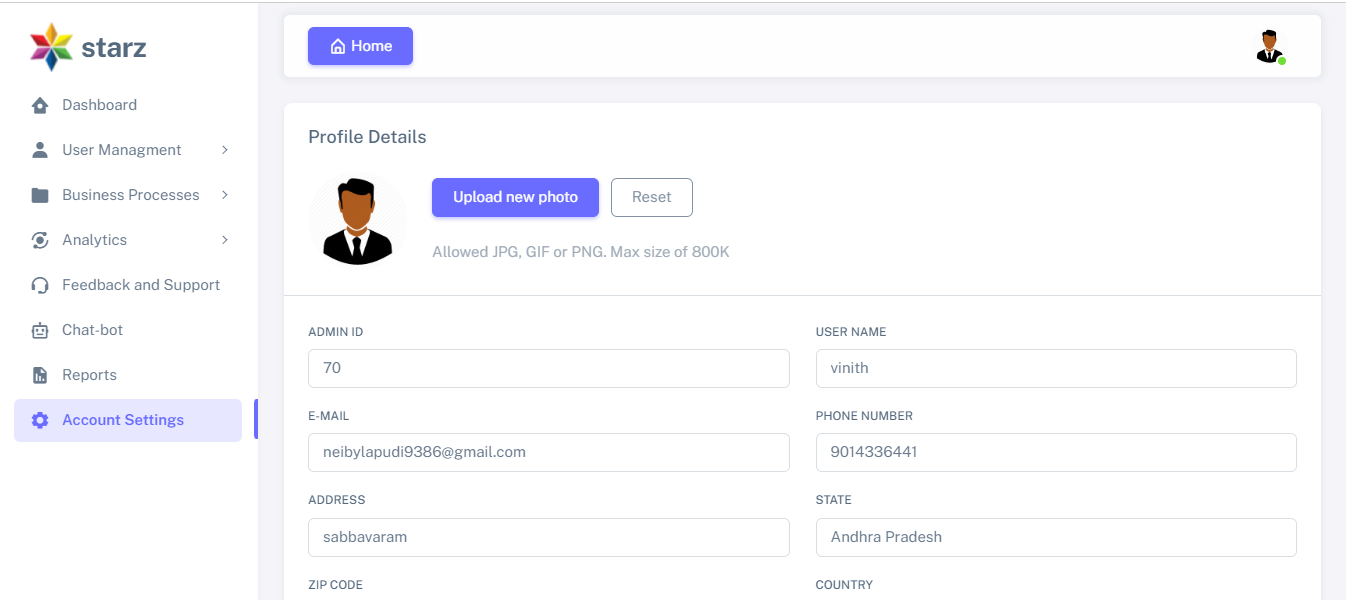 starz
Dashboard
User Managment
Business Processes
Analytics
Feedback and Support
Chat-bot
Reports
Account Settings
Home
Profile Details
Upload new photo
Reset
Allowed JPG, GIF or PNG. Max size of 800K
ADMIN ID
USER NAME
70
vinith
E-MAIL
PHONE NUMBER
neibylapudi9386@gmail.com
9014336441
ADDRESS
STATE
sabbavaram
Andhra Pradesh
ZIP CODE
COUNTRY